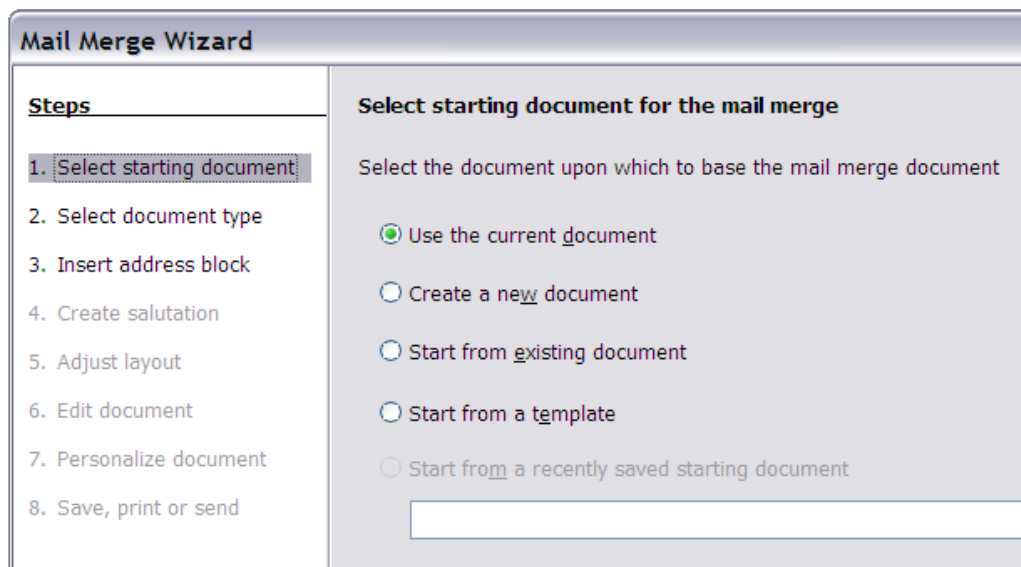 Mail Merge Wizard
Steps
1. Select starting document
2. Select document type
3. Insert address block
4. Create salutation
5. Adjust layout
6. Edit document
7. Personalize document
8. Save, print or send
Select starting document for the mail merge
Select the document upon which to base the mail merge document
Use the current document
Create a new document
Start from existing document
Start from a template
Start from a recently saved starting document